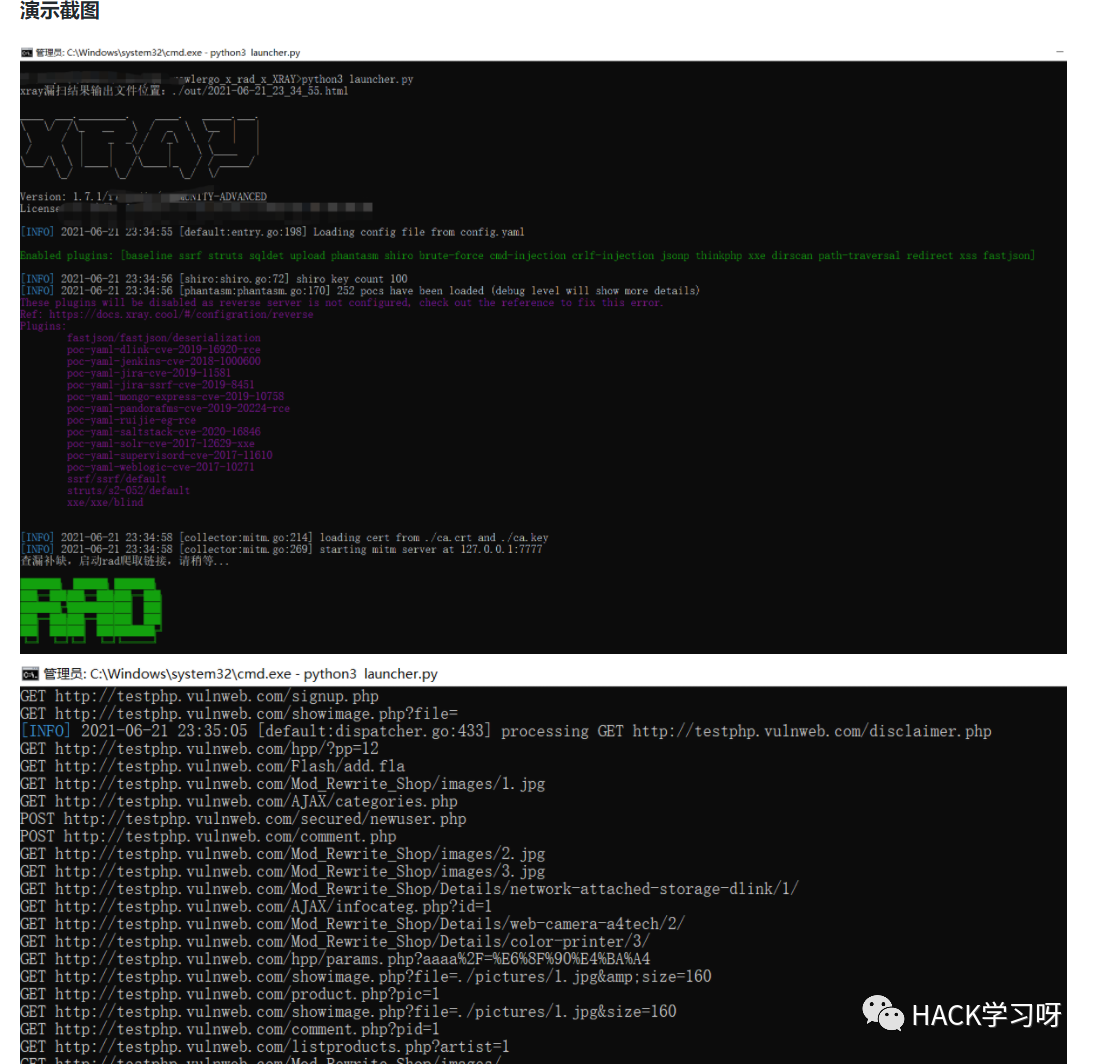 演示截图
管理员: C:\Windows\system32\cmd.exe - python3 launcher.py
wlergo_x_rad_x_XRAY>python3 launcher.py
xray漏扫结果输出文件位置: ./out/2021-06-21_23_34_55.html
XRAY
Version: 1.7.1/ MUNITY-ADVANCED
License
[INFO] 2021-06-21 23:34:55 [default:entry.go:198] Loading config file from config.yaml
Enabled plugins: [baseline ssrf struts sqldet upload phantasm shiro brute-force cmd-injection crlf-injection jsonp thinkphp xxe dirscan path-traversal redirect xss fastjson]
[INFO] 2021-06-21 23:34:56 [shiro:shiro.go:72] shiro key count 100
[INFO] 2021-06-21 23:34:56 [phantasm:phantasm.go:170] 252 pocs have been loaded (debug level will show more details)
These plugins will be disabled as reverse server is not configured, check out the reference to fix this error.
Ref: https://docs.xray.cool/#/configration/reverse
Plugins:
fastjson/fastjson/deserialization
poc-yaml-dlink-cve-2019-16920-rce
poc-yaml-jenkins-cve-2018-1000600
poc-yaml-jira-cve-2019-11581
poc-yaml-jira-ssrf-cve-2019-8451
poc-yaml-mongo-express-cve-2019-10758
poc-yaml-pandorafms-cve-2019-20224-rce
poc-yaml-ruijie-eg-rce
poc-yaml-saltstack-cve-2020-16846
poc-yaml-solr-cve-2017-12629-xxe
poc-yaml-supervisord-cve-2017-11610
poc-yaml-weblogic-cve-2017-10271
ssrf/ssrf/default
struts/s2-052/default
xxe/xxe/blind
[INFO] 2021-06-21 23:34:58 [collector:mitm.go:214] loading cert from ./ca.crt and ./ca.key
[INFO] 2021-06-21 23:34:58 [collector:mitm.go:269] starting mitm server at 127.0.0.1:7777
查漏补缺，启动rad爬取链接，请稍等...
RAD
管理员: C:\Windows\system32\cmd.exe - python3 launcher.py
GET http://testphp.vulnweb.com/signup.php
GET http://testphp.vulnweb.com/showimage.php?file=
[INFO] 2021-06-21 23:35:05 [default:dispatcher.go:433] processing GET http://testphp.vulnweb.com/disclaimer.php
GET http://testphp.vulnweb.com/hpp/?pp=12
GET http://testphp.vulnweb.com/Flash/add.fla
GET http://testphp.vulnweb.com/Mod_Rewrite_Shop/images/1.jpg
GET http://testphp.vulnweb.com/AJAX/categories.php
POST http://testphp.vulnweb.com/secured/newuser.php
POST http://testphp.vulnweb.com/comment.php
GET http://testphp.vulnweb.com/Mod_Rewrite_Shop/images/2.jpg
GET http://testphp.vulnweb.com/Mod_Rewrite_Shop/images/3.jpg
GET http://testphp.vulnweb.com/Mod_Rewrite_Shop/Details/network-attached-storage-dlink/1/
GET http://testphp.vulnweb.com/AJAX/infocateg.php?id=1
GET http://testphp.vulnweb.com/Mod_Rewrite_Shop/Details/web-camera-a4tech/2/
GET http://testphp.vulnweb.com/Mod_Rewrite_Shop/Details/color-printer/3/
GET http://testphp.vulnweb.com/hpp/params.php?aaaa%2F=%E6%8F%90%E4%BA%A4
GET http://testphp.vulnweb.com/showimage.php?file=./pictures/1.jpg&amp;size=160
GET http://testphp.vulnweb.com/product.php?pic=1
GET http://testphp.vulnweb.com/showimage.php?file=./pictures/1.jpg&size=160
GET http://testphp.vulnweb.com/comment.php?pid=1
GET http://testphp.vulnweb.com/listproducts.php?artist=1
GET http://testphp.vulnweb.com/Mod_Rewrite_Shop/images/
HACK学习呀